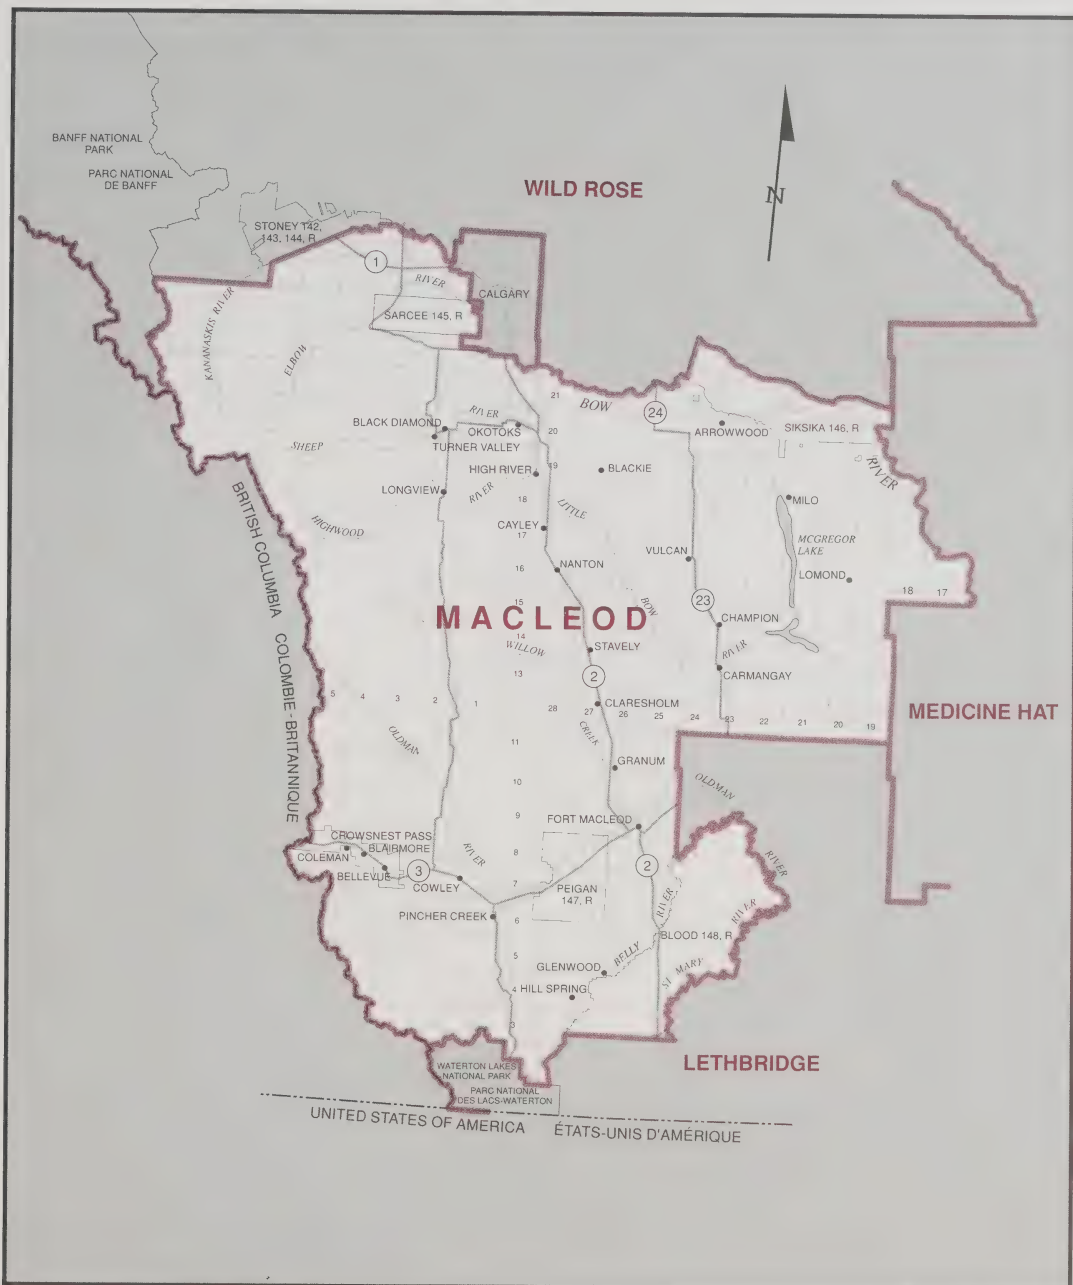 BANFF NATIONAL
PARK
PARC NATIONAL
DE BANFF
WILD ROSE
N
STONEY 142,
143, 144, R
1
RIVER
CALGARY
SARCEE 145, R
KANANASKIS RIVER
ELBOW
21
BOW
24
BLACK DIAMOND
RIVER
OKOTOKS
20
ARROWWOOD
SIKSIKA 146, R
TURNER VALLEY
SHEEP
HIGH RIVER
19
BLACKIE
RIVER
LONGVIEW
RIVER
18
LITTLE
MILO
HIGHWOOD
CAYLEY
17
MCGREGOR
LAKE
VULCAN
NANTON
16
LOMOND
18
17
BRITISH COLUMBIA
COLOMBIE-BRITANNIQUE
15
BOW
23
MACLEOD
CHAMPION
14
WILLOW
STAVELY
RIVER
13
2
CARMANGAY
5
4
3
2
1
28
27
CLARESHOLM
26
25
24
23
22
21
20
19
MEDICINE HAT
OLDMAN
11
CREEK
GRANUM
10
OLDMAN
9
FORT MACLEOD
CROWSNEST PASS
BLAIRMORE
COLEMAN
RIVER
8
BELLEVUE
3
COWLEY
7
PEIGAN
147, R
2
RIVER
PINCHER CREEK
6
RIVER
RIVER
BLOOD 148, R
5
BELLY
GLENWOOD
ST MARY
4
HILL SPRING
3
LETHBRIDGE
WATERTON LAKES
NATIONAL PARK
PARC NATIONAL
DES LACS-WATERTON
UNITED STATES OF AMERICA
ÉTATS-UNIS D'AMÉRIQUE